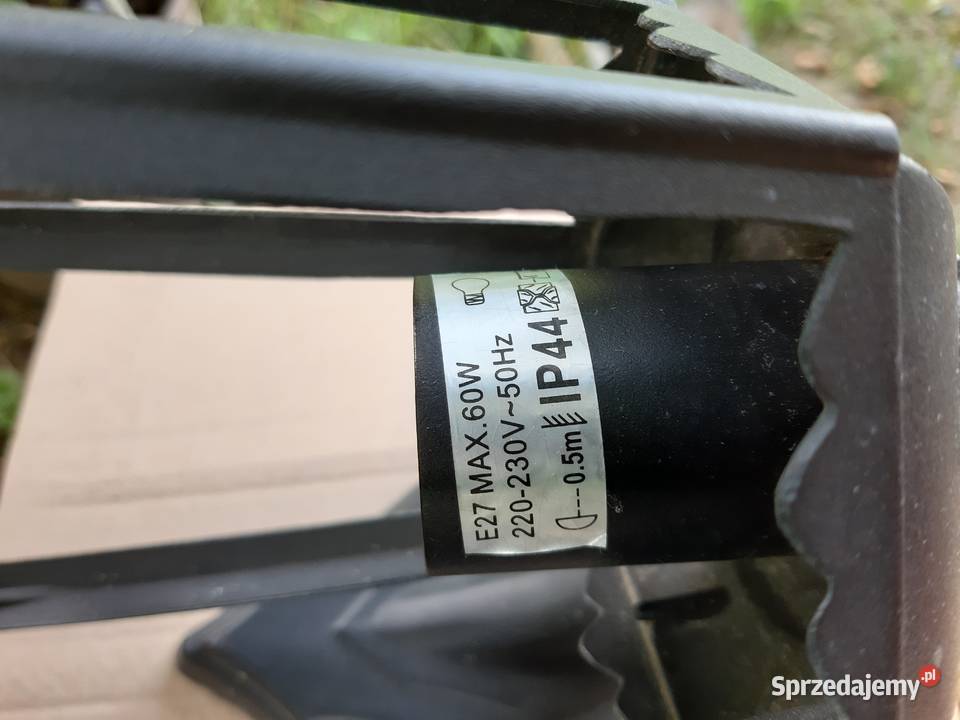 E27 MAX.60W
220-230V~50Hz
0.5m IP44
W
Sprzedajemy.pl